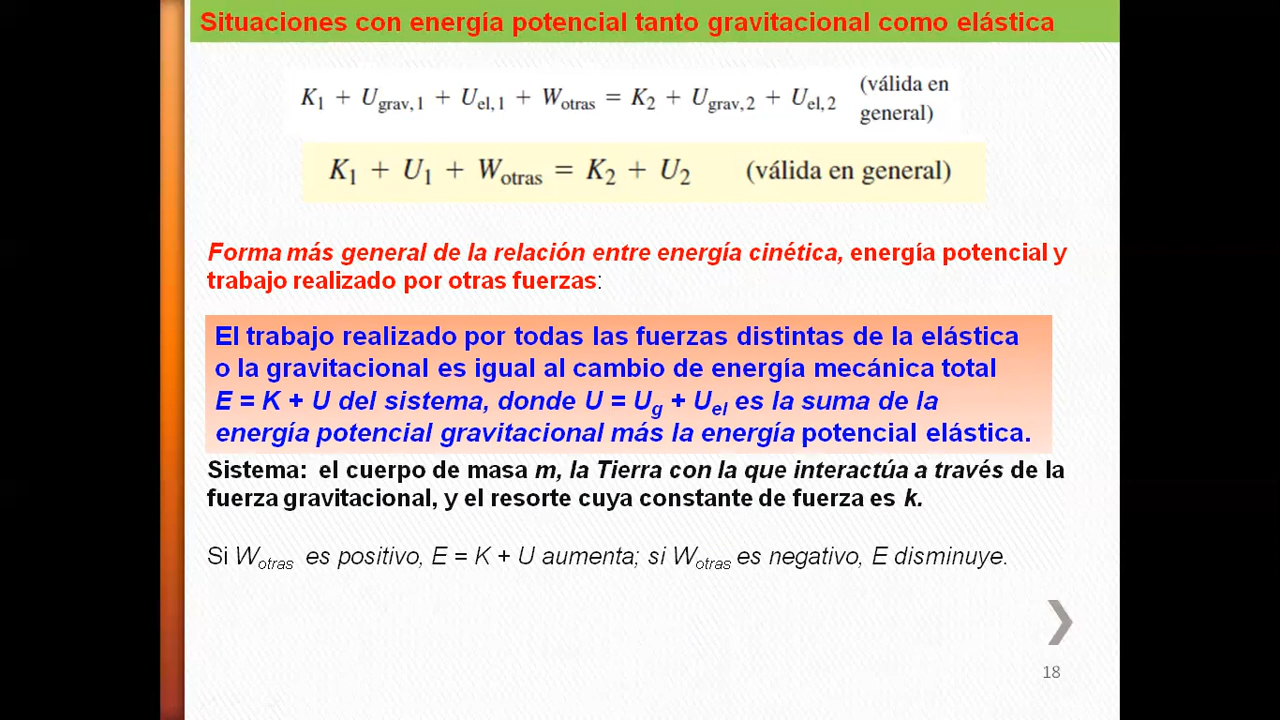 Situaciones con energía potencial tanto gravitacional como elástica
K1 + Ugrav, 1 + Uel, 1 + Wotras = K2 + Ugrav, 2 + Uel, 2 (válida en general)
K1 + U1 + Wotras = K2 + U2 (válida en general)
Forma más general de la relación entre energía cinética, energía potencial y
trabajo realizado por otras fuerzas:
El trabajo realizado por todas las fuerzas distintas de la elástica
o la gravitacional es igual al cambio de energía mecánica total
E = K + U del sistema, donde U = Ug + Uel es la suma de la
energía potencial gravitacional más la energía potencial elástica.
Sistema: el cuerpo de masa m, la Tierra con la que interactúa a través de la
fuerza gravitacional, y el resorte cuya constante de fuerza es k.
Si Wotras es positivo, E = K + U aumenta; si Wotras es negativo, E disminuye.
18